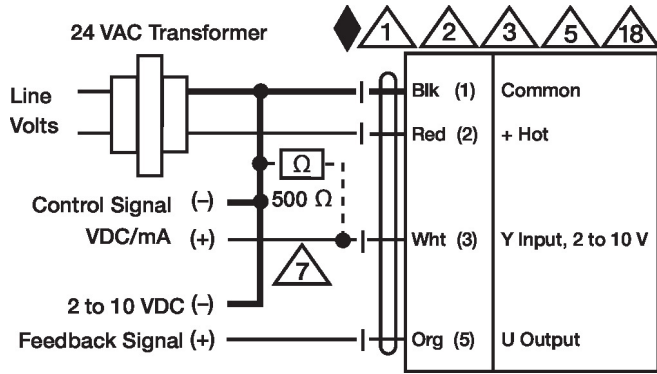 24 VAC Transformer
1 2 3 5 18
Line
Volts
Blk (1) Common
Red (2) + Hot
Ω
500 Ω
Control Signal (–)
VDC/mA (+)
Wht (3) Y Input, 2 to 10 V
7
2 to 10 VDC (–)
Feedback Signal (+)
Org (5) U Output